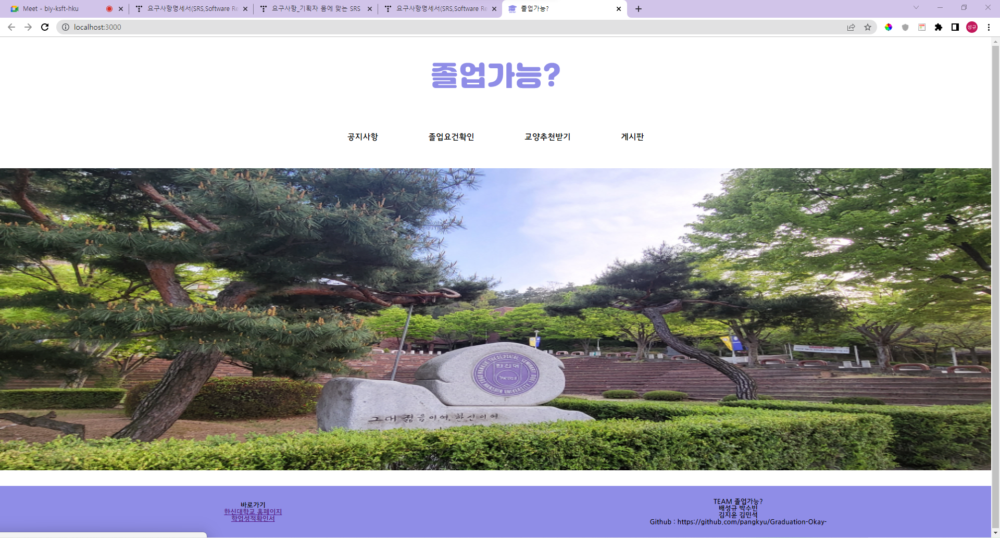 Meet - biy-ksft-hku
요구사항명세서(SRS,Software Re
요구사항_기획자 몸에 맞는 SRS
요구사항명세서(SRS,Software Re
졸업가능?
localhost:3000
성규
졸업가능?
공지사항
졸업요건확인
교양추천받기
게시판
한신대
HANSHIN UNIVERSITY
그대 젊음이여, 한신이여
바로가기
한신대학교 홈페이지
학업성적확인서
TEAM 졸업가능?
배성규 박수빈
김지윤 김민석
Github : https://github.com/pangkyu/Graduation-Okay-